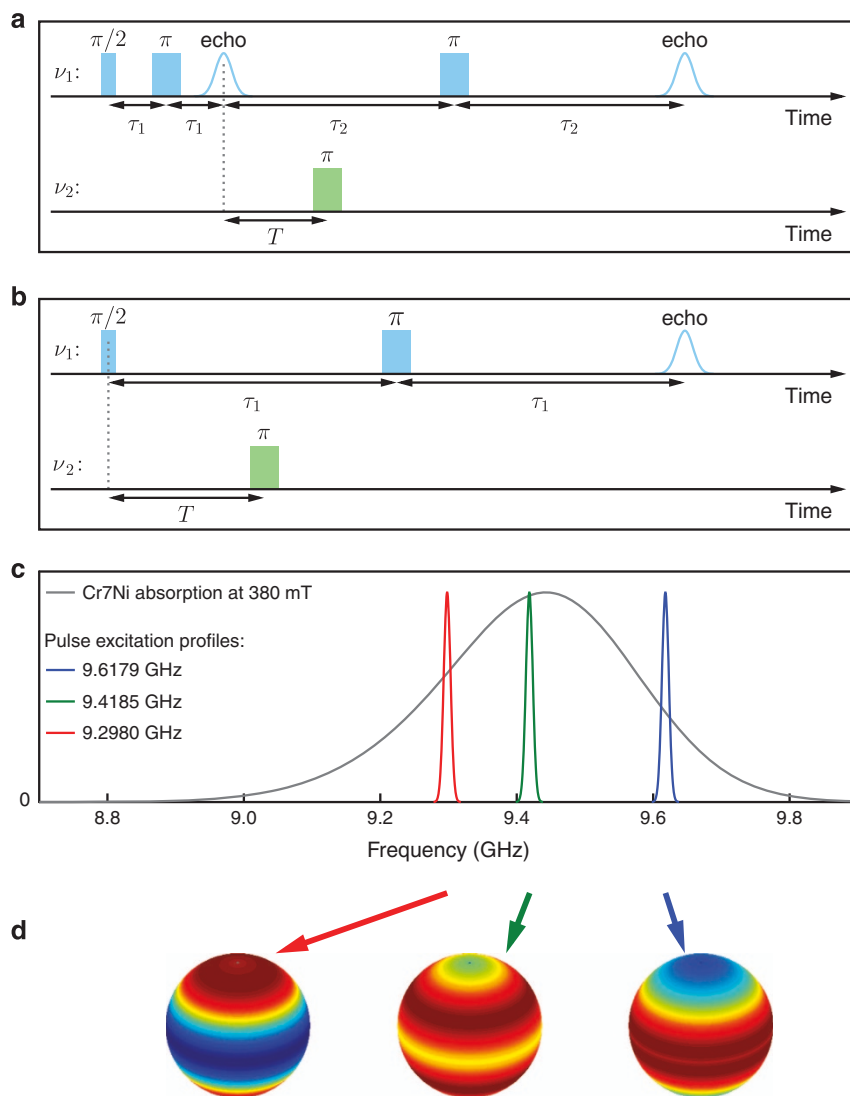 a
π/2 π echo π echo
ν1:
τ1 τ1 τ2 τ2 Time
π
ν2:
T Time
b
π/2 π echo
ν1:
τ1 τ1 Time
π
ν2:
T Time
c
Cr7Ni absorption at 380 mT
Pulse excitation profiles:
9.6179 GHz
9.4185 GHz
9.2980 GHz
0
8.8 9.0 9.2 9.4 9.6 9.8
Frequency (GHz)
d